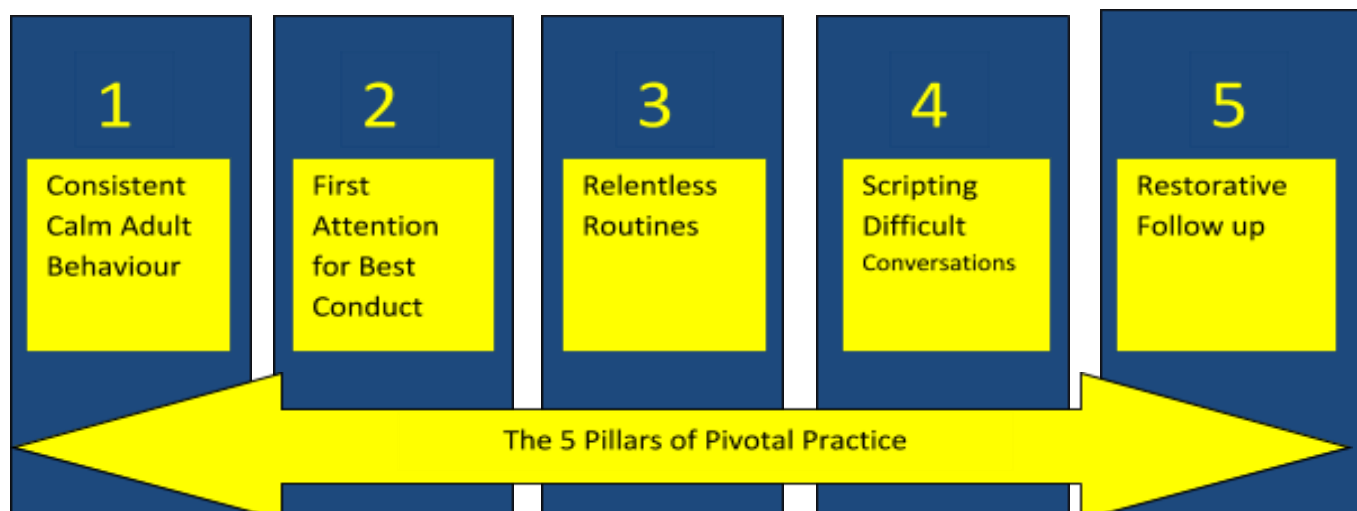 1
Consistent
Calm Adult
Behaviour
2
First
Attention
for Best
Conduct
3
Relentless
Routines
4
Scripting
Difficult
Conversations
5
Restorative
Follow up
The 5 Pillars of Pivotal Practice